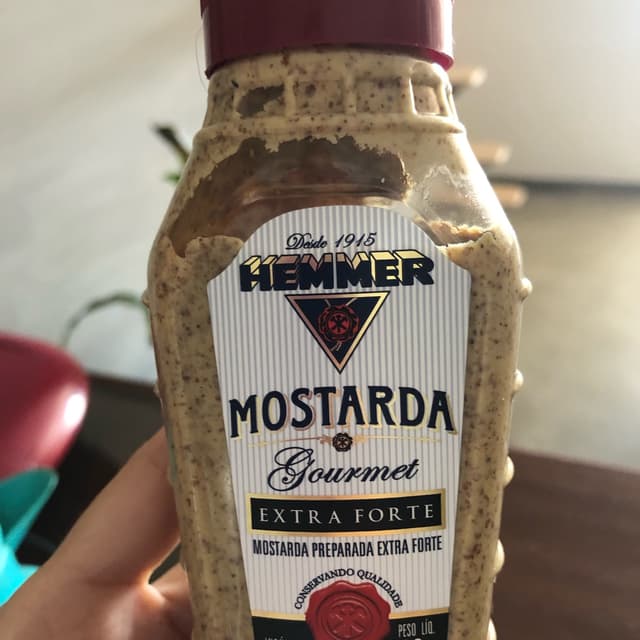 Desde 1915
HEMMER
MOSTARDA
Gourmet
EXTRA FORTE
MOSTARDA PREPARADA EXTRA FORTE
CONSERVANDO QUALIDADE
PESO LÍQ.